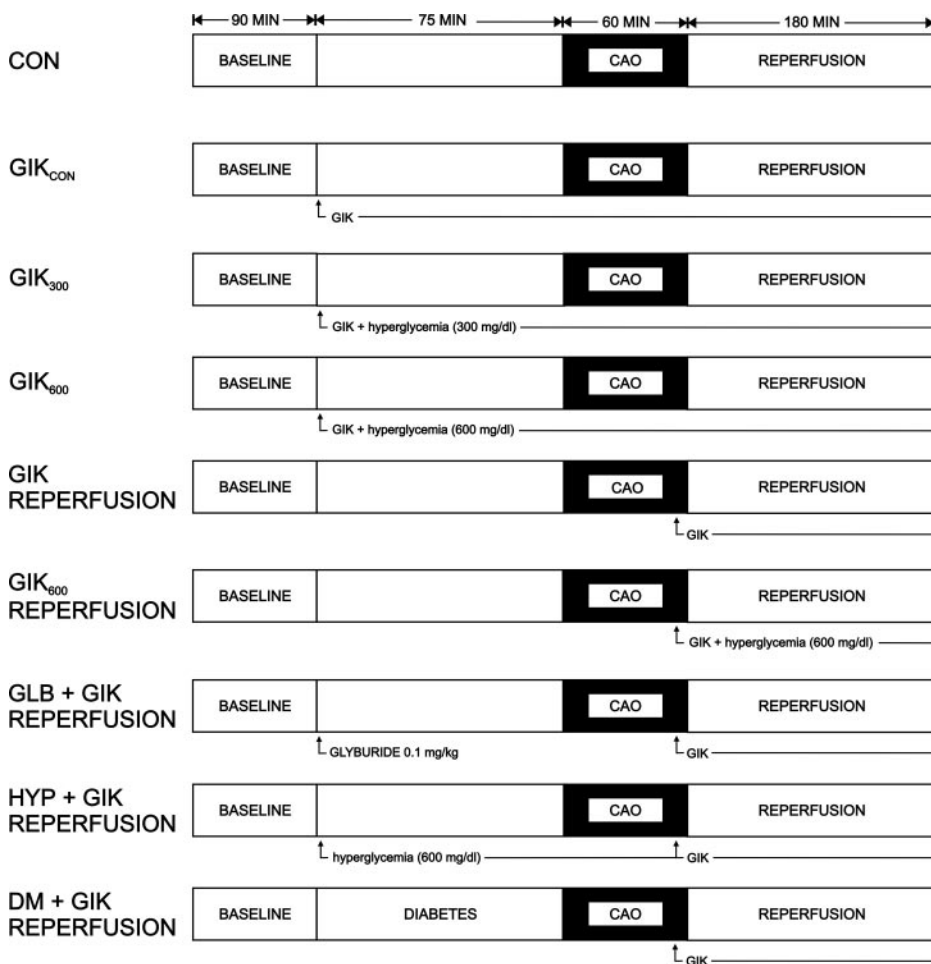 90 MIN 75 MIN 60 MIN 180 MIN
CON BASELINE CAO REPERFUSION
GIKCON BASELINE CAO REPERFUSION
GIK
GIK300 BASELINE CAO REPERFUSION
GIK + hyperglycemia (300 mg/dl)
GIK600 BASELINE CAO REPERFUSION
GIK + hyperglycemia (600 mg/dl)
GIK
REPERFUSION BASELINE CAO REPERFUSION
GIK
GIK600
REPERFUSION BASELINE CAO REPERFUSION
GIK + hyperglycemia (600 mg/dl)
GLB + GIK
REPERFUSION BASELINE CAO REPERFUSION
GLYBURIDE 0.1 mg/kg GIK
HYP + GIK
REPERFUSION BASELINE CAO REPERFUSION
hyperglycemia (600 mg/dl) GIK
DM + GIK
REPERFUSION BASELINE DIABETES CAO REPERFUSION
GIK